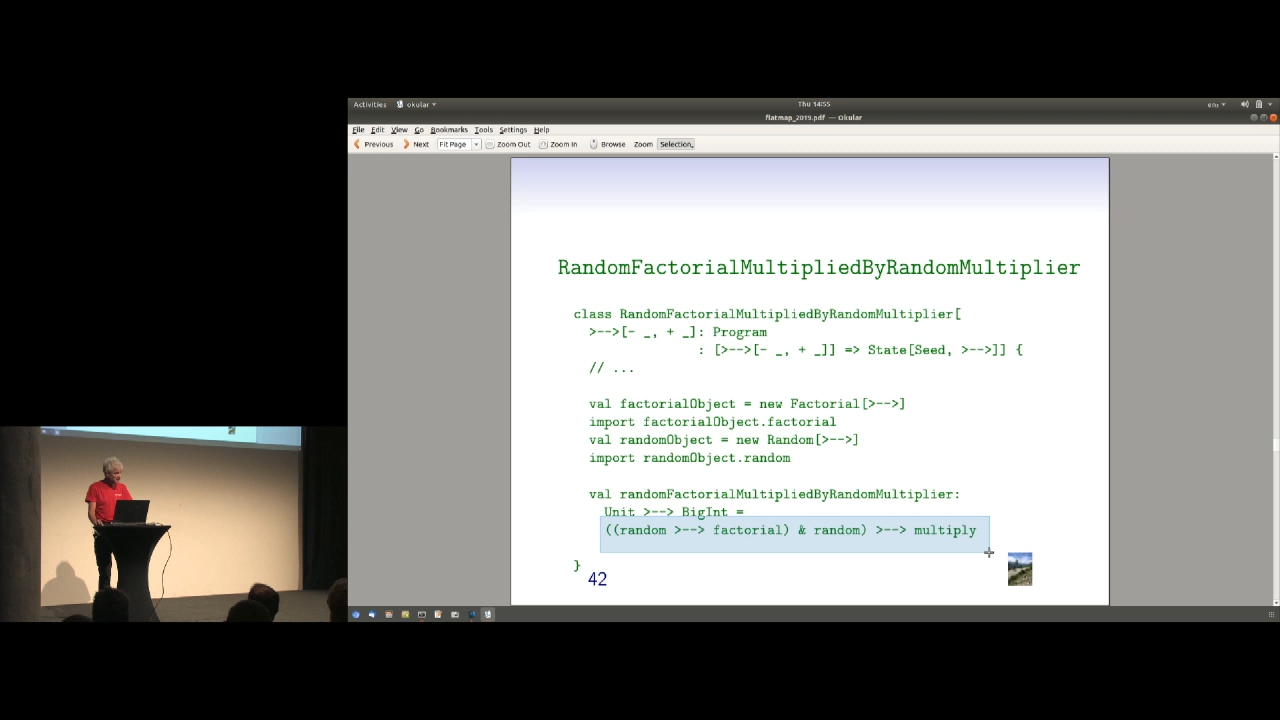 Activities okular Thu 14:55 en
flatmap_2019.pdf — Okular
File Edit View Go Bookmarks Tools Settings Help
Previous Next Fit Page Zoom Out Zoom In Browse Zoom Selection
RandomFactorialMultipliedByRandomMultiplier
class RandomFactorialMultipliedByRandomMultiplier[
>-->[- _, + _]: Program
: [>-->[- _, + _]] => State[Seed, >-->]] {
// ...
val factorialObject = new Factorial[>-->]
import factorialObject.factorial
val randomObject = new Random[>-->]
import randomObject.random
val randomFactorialMultipliedByRandomMultiplier:
Unit >--> BigInt =
((random >--> factorial) & random) >--> multiply
}
42